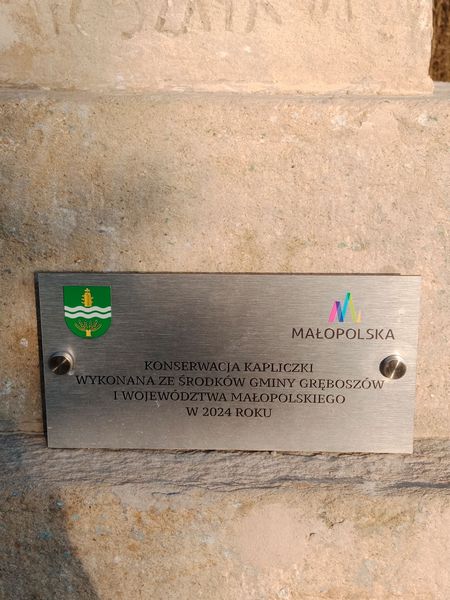 MAŁOPOLSKA
KONSERWACJA KAPLICZKI
WYKONANA ZE ŚRODKÓW GMINY GRĘBOSZÓW
I WOJEWÓDZTWA MAŁOPOLSKIEGO
W 2024 ROKU